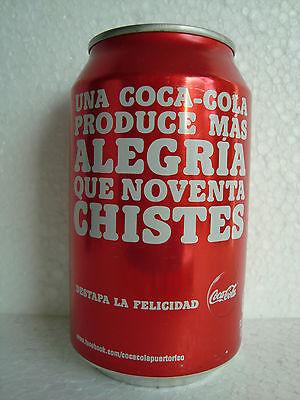 UNA COCA-COLA
PRODUCE MÁS
ALEGRÍA
QUE NOVENTA
CHISTES
DESTAPA LA FELICIDAD
Coca-Cola
www.facebook.com/cocacolapuertorico